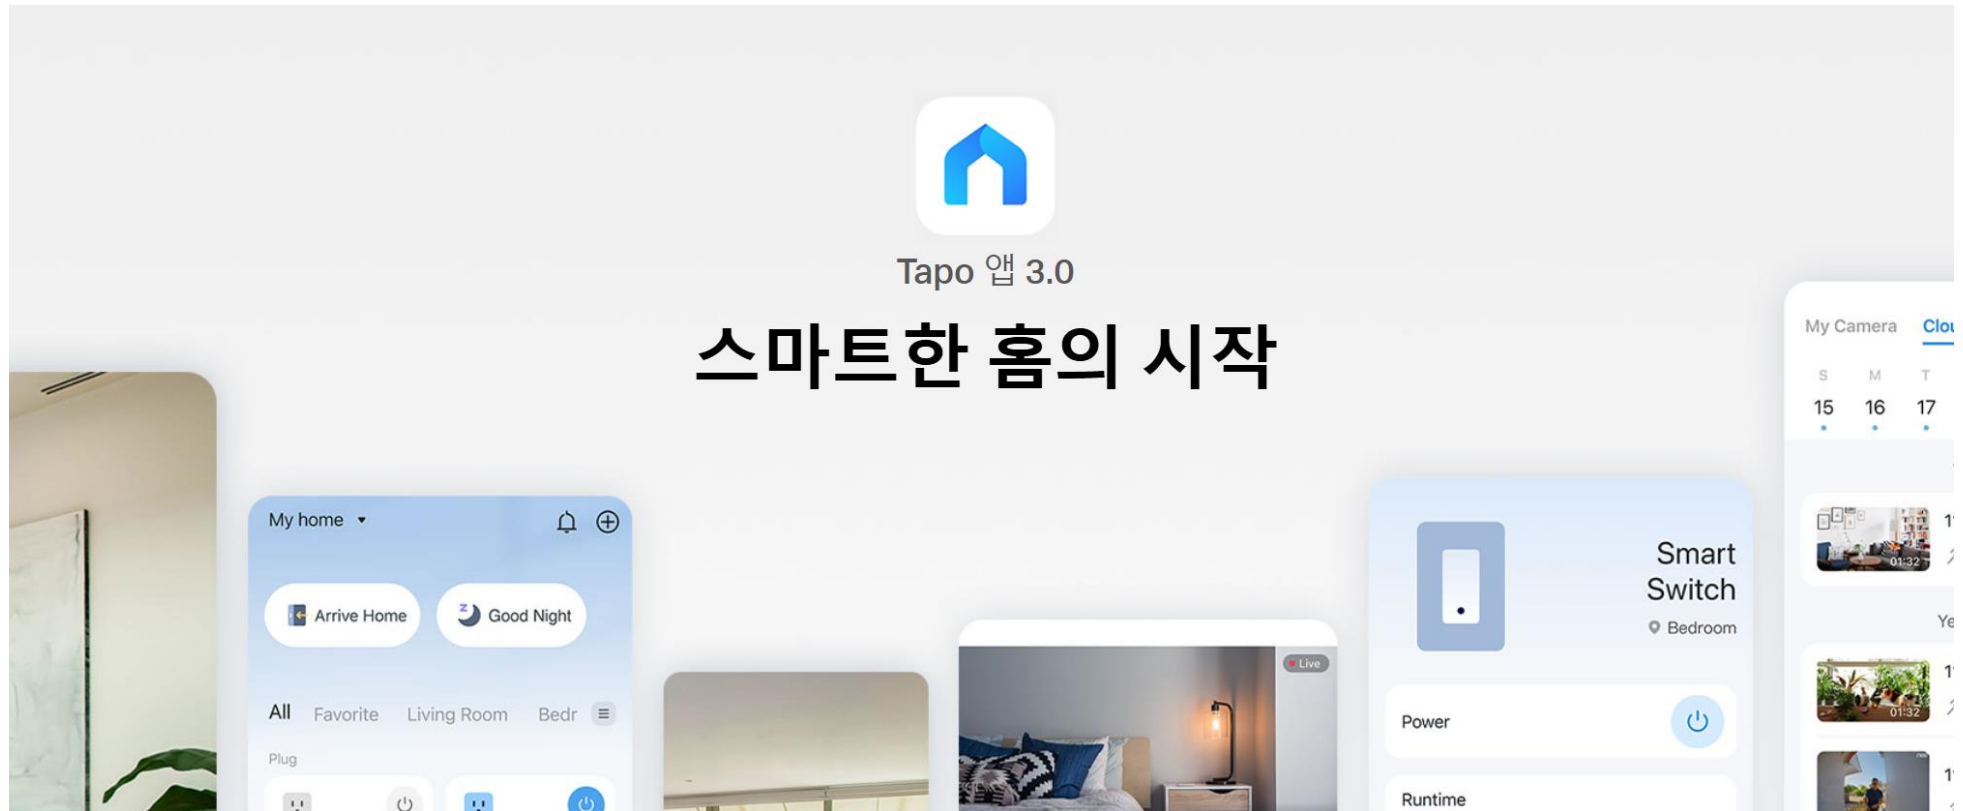 Tapo 앱 3.0
스마트한 홈의 시작
My home
Arrive Home
Good Night
All Favorite Living Room Bedr
Plug
Live
Smart
Switch
Bedroom
Power
Runtime
My Camera
S M T
15 16 17
01:32
01:32